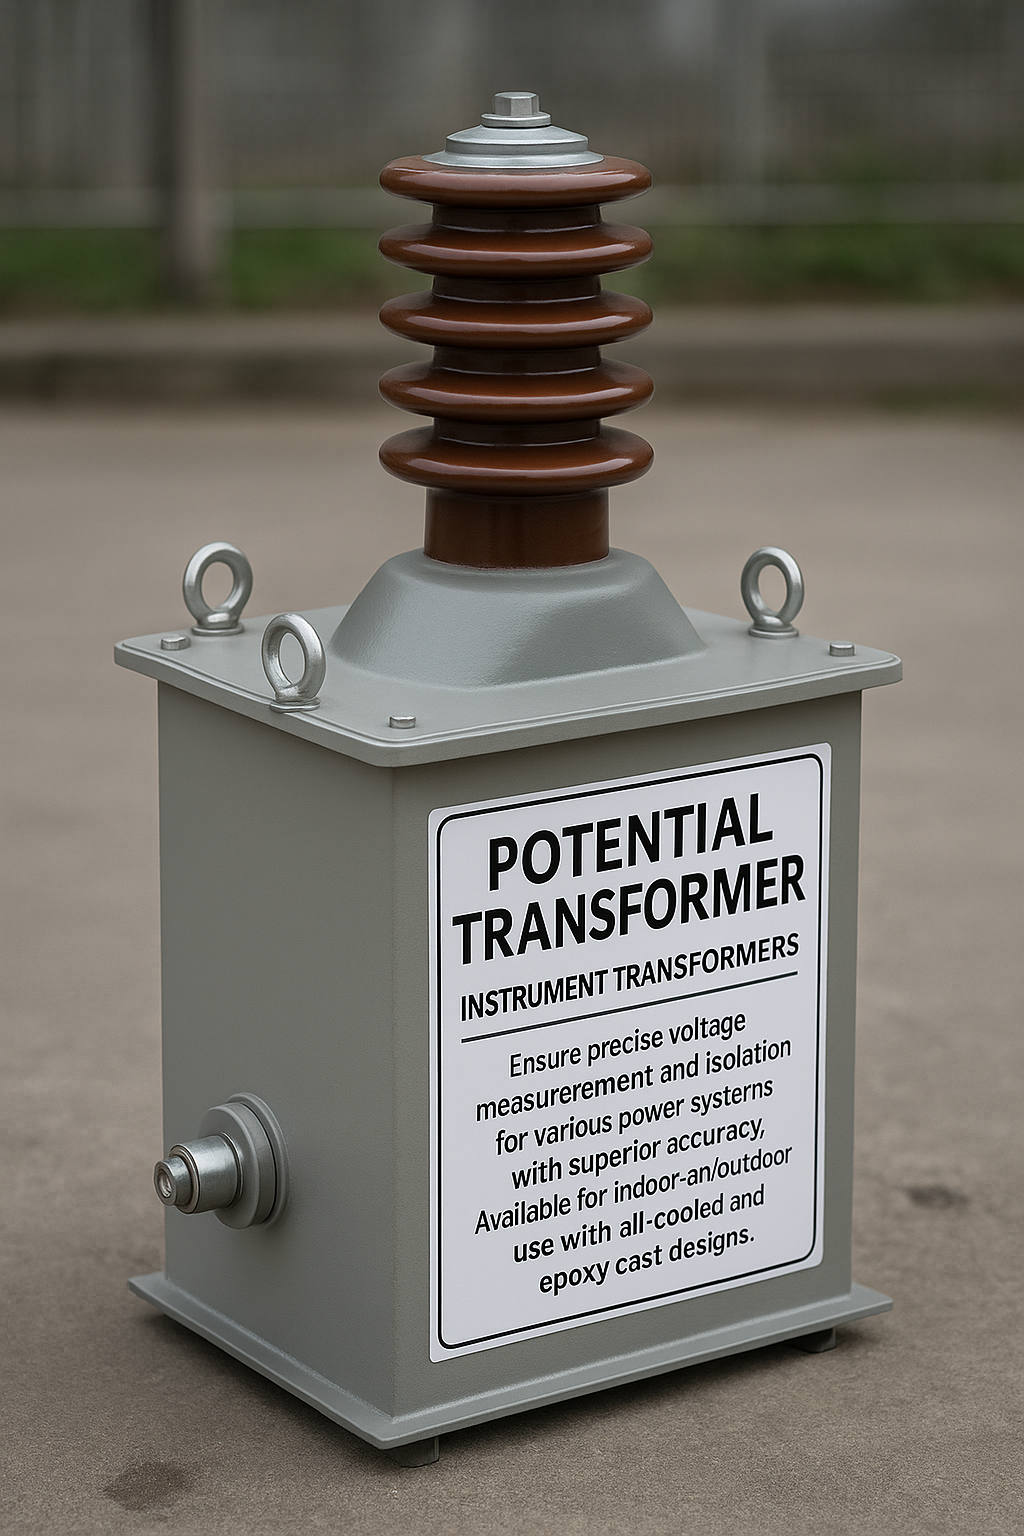 POTENTIAL
TRANSFORMER
INSTRUMENT TRANSFORMERS
Ensure precise voltage
measurerement and isolation
for various power systems
with superior accuracy,
Available for indoor-an/outdoor
use with all-cooled and
epoxy cast designs.